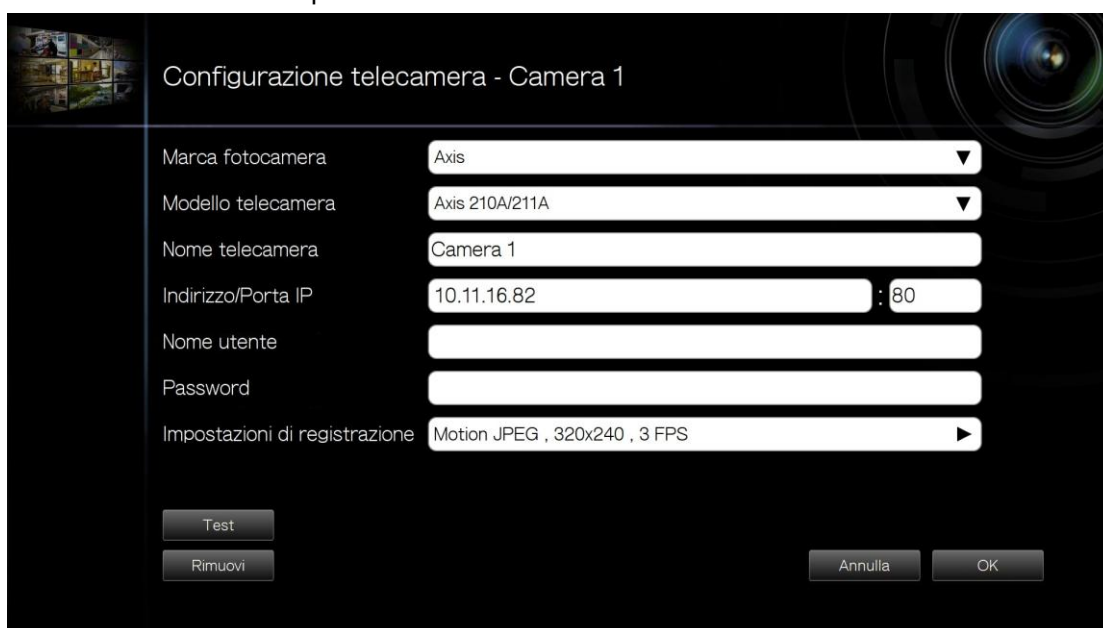 Configurazione telecamera - Camera 1
Marca fotocamera Axis
Modello telecamera Axis 210A/211A
Nome telecamera Camera 1
Indirizzo/Porta IP 10.11.16.82 : 80
Nome utente
Password
Impostazioni di registrazione Motion JPEG , 320x240 , 3 FPS
Test
Rimuovi Annulla OK